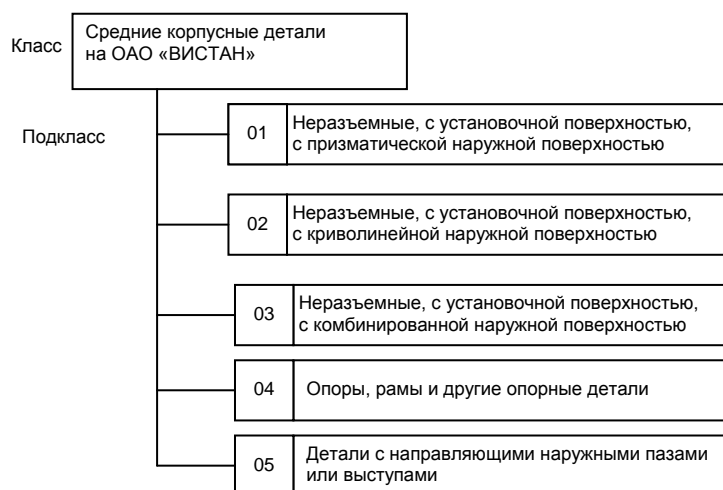 Класс
Средние корпусные детали
на ОАО «ВИСТАН»
Подкласс
01
Неразъемные, с установочной поверхностью,
с призматической наружной поверхностью
02
Неразъемные, с установочной поверхностью,
с криволинейной наружной поверхностью
03
Неразъемные, с установочной поверхностью,
с комбинированной наружной поверхностью
04
Опоры, рамы и другие опорные детали
05
Детали с направляющими наружными пазами
или выступами